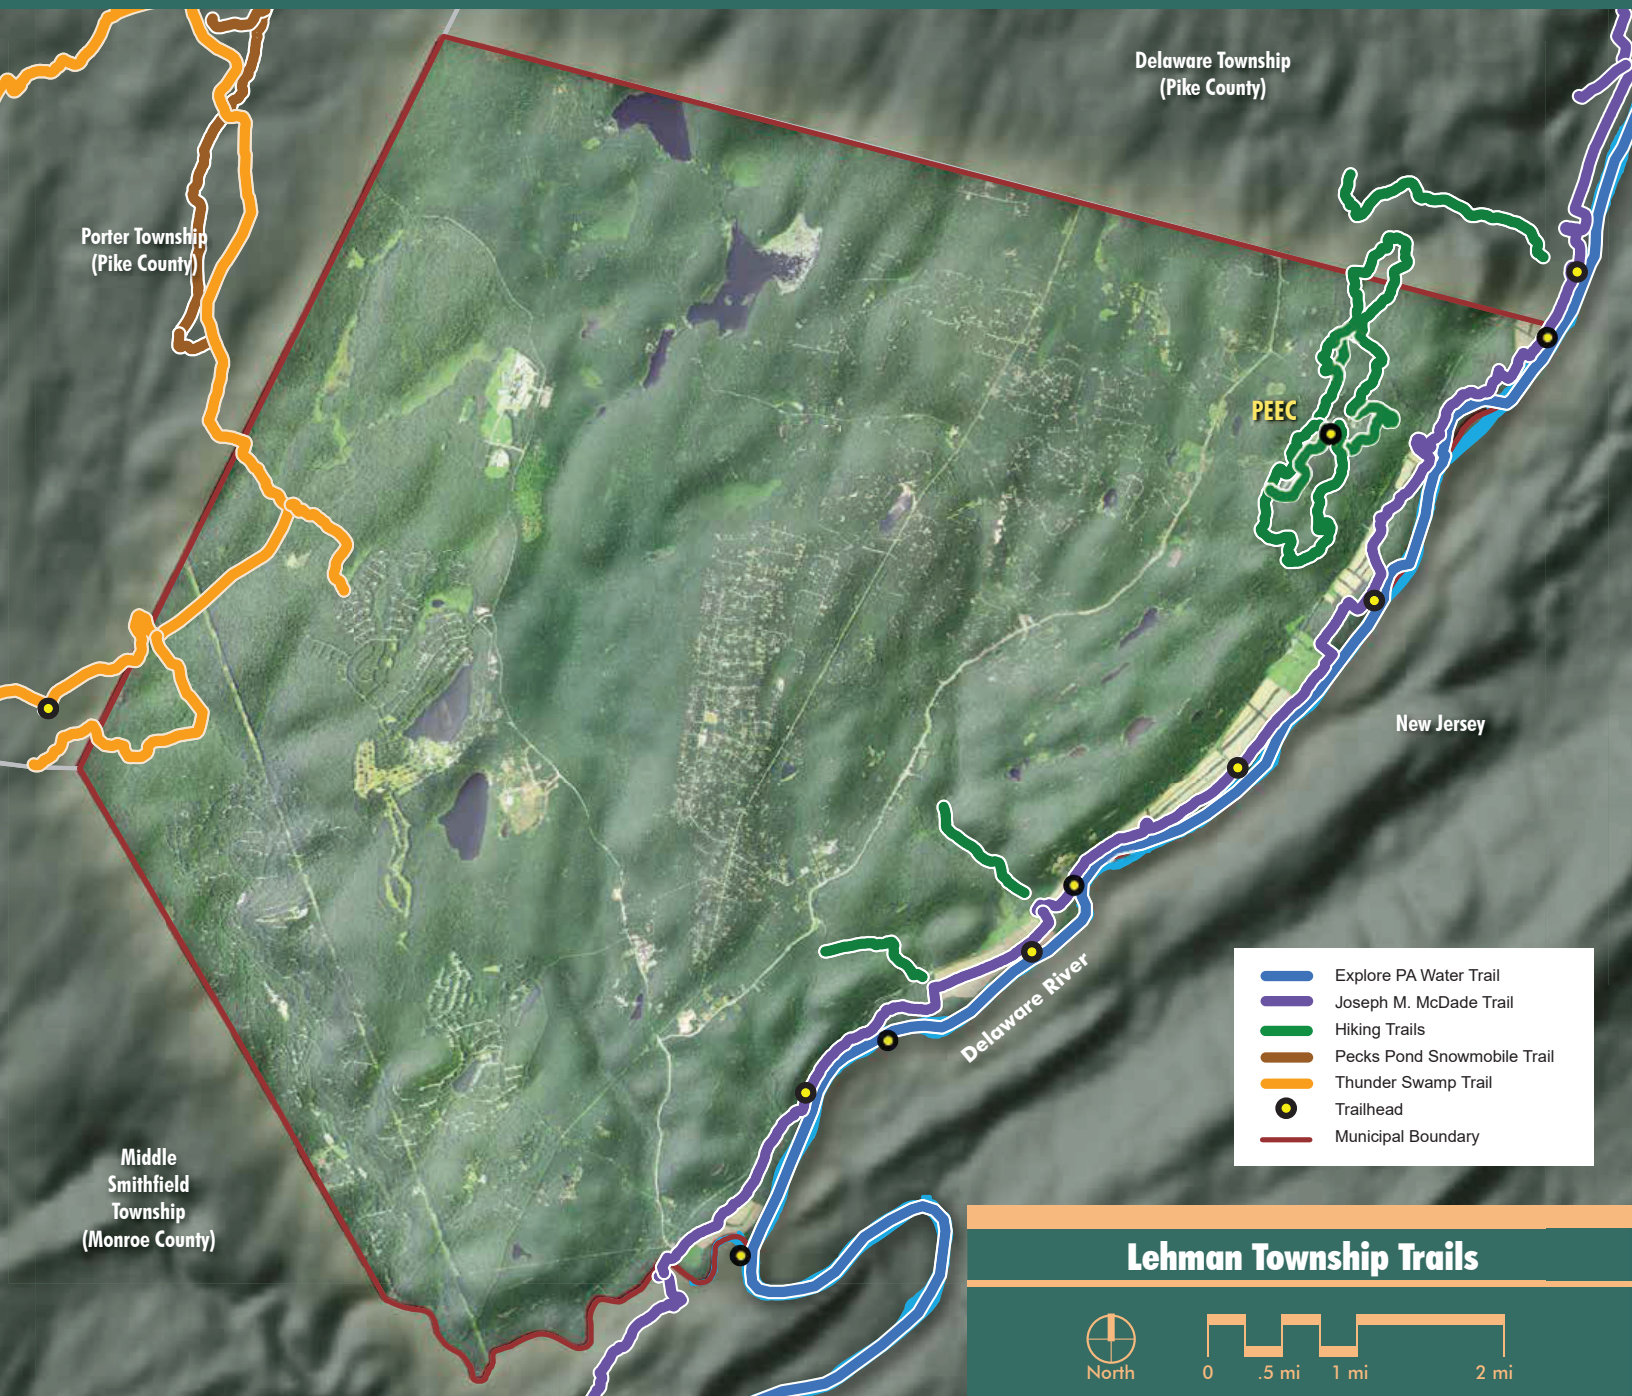 Delaware Township
(Pike County)
Porter Township
(Pike County)
PEEC
New Jersey
Delaware River
Middle
Smithfield
Township
(Monroe County)
Explore PA Water Trail
Joseph M. McDade Trail
Hiking Trails
Pecks Pond Snowmobile Trail
Thunder Swamp Trail
Trailhead
Municipal Boundary
Lehman Township Trails
North
0 .5 mi 1 mi 2 mi